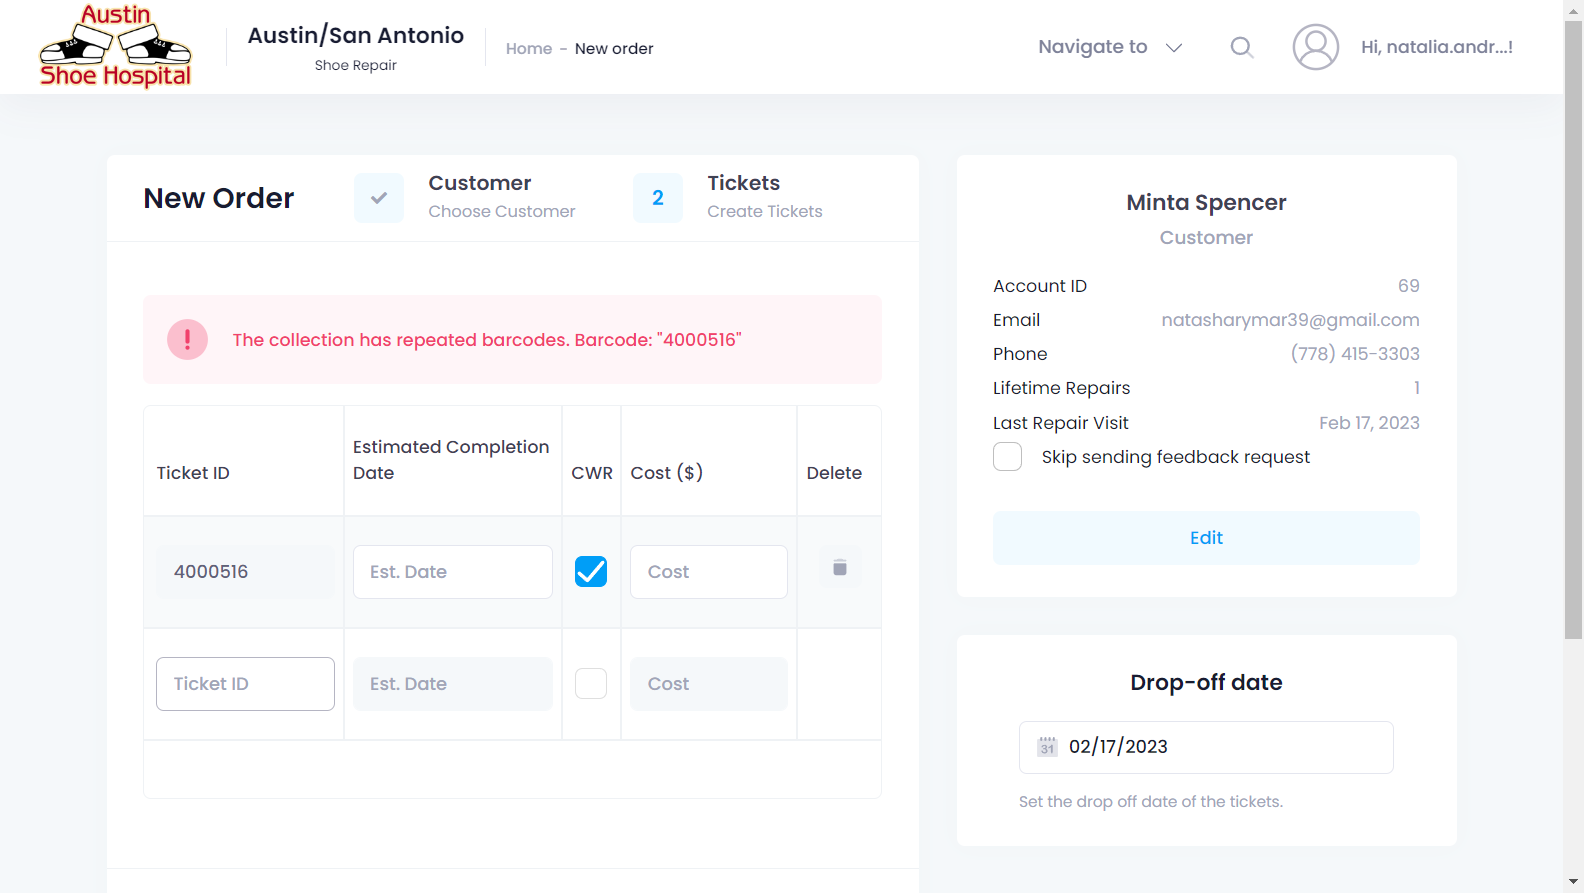 Austin
Shoe Hospital
Austin/San Antonio
Shoe Repair
Home - New order
Navigate to
Hi, natalia.andr...!
New Order
Customer
Choose Customer
2
Tickets
Create Tickets
! The collection has repeated barcodes. Barcode: "4000516"
Ticket ID
Estimated Completion
Date
CWR
Cost ($)
Delete
4000516
Est. Date
Cost
Ticket ID
Est. Date
Cost
Minta Spencer
Customer
Account ID 69
Email natasharymar39@gmail.com
Phone (778) 415-3303
Lifetime Repairs 1
Last Repair Visit Feb 17, 2023
Skip sending feedback request
Edit
Drop-off date
31 02/17/2023
Set the drop off date of the tickets.